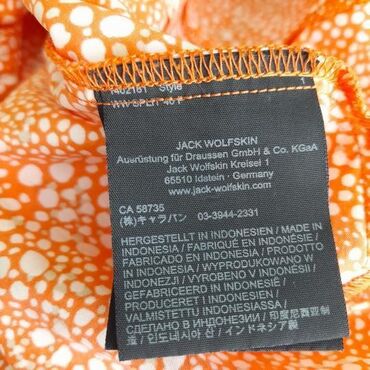 1402161 Style 1
JACK WOLFSKIN
Ausrüstung für Draussen GmbH & Co. KGaA
Jack Wolfskin Kreisel 1
65510 Idstein · Germany
www.jack-wolfskin.com
CA 58735
(株)キャラバン 03-3944-2331
HERGESTELLT IN INDONESIEN / MADE IN
INDONESIA / FABRIQUÉ EN INDONÉSIE /
FABRICADO EN INDONESIA / PRODOTTO IN
INDONESIA / WYPRODUKOWANO W
INDONEZJI / VYROBENO V INDONÉSII /
GEFABRICEERD IN INDONESIË /
PRODUCERET I INDONESIEN /
VALMISTETTU INDONESIASSA /
СДЕЛАНО В ИНДОНЕЗИИ / 印度尼西亚制
造 / 인도네시아 산 / インドネシア製